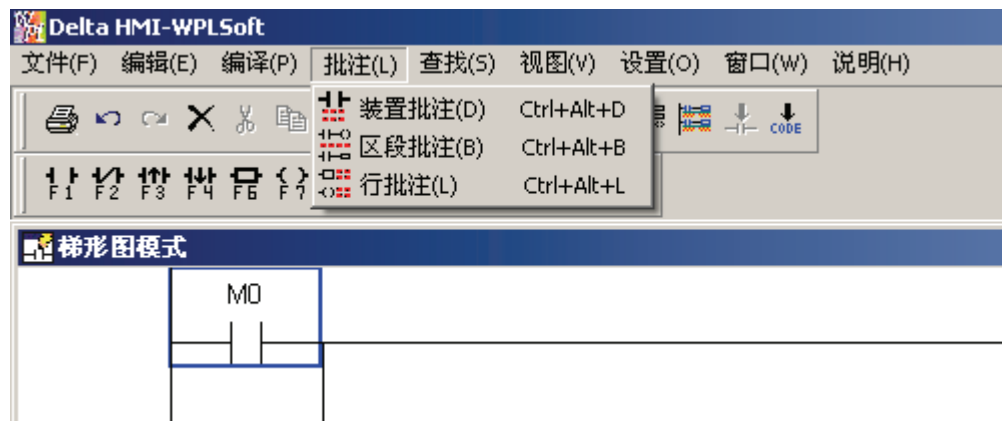 Delta HMI-WPLSoft
文件(F) 编辑(E) 编译(P) 批注(L) 查找(S) 视图(V) 设置(O) 窗口(W) 说明(H)
装置批注(D) Ctrl+Alt+D
CODE
区段批注(B) Ctrl+Alt+B
行批注(L) Ctrl+Alt+L
F1 F2 F3 F4 F6 F7
梯形图模式
M0